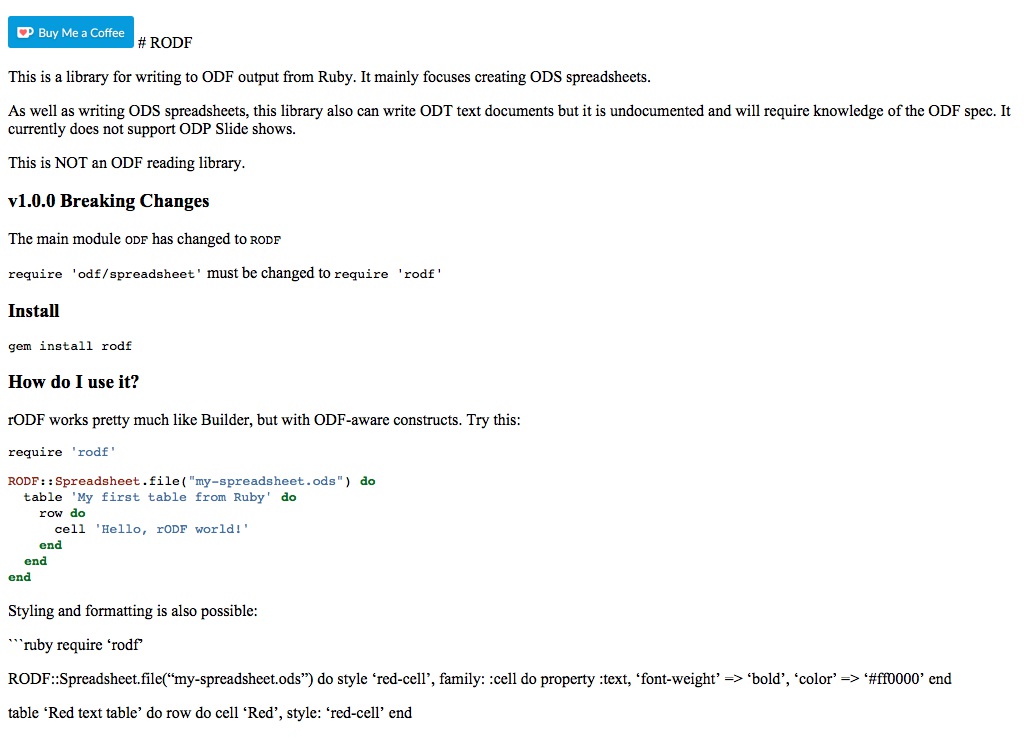 Buy Me a Coffee # RODF
This is a library for writing to ODF output from Ruby. It mainly focuses creating ODS spreadsheets.
As well as writing ODS spreadsheets, this library also can write ODT text documents but it is undocumented and will require knowledge of the ODF spec. It
currently does not support ODP Slide shows.
This is NOT an ODF reading library.
v1.0.0 Breaking Changes
The main module ODF has changed to RODF
require 'odf/spreadsheet' must be changed to require 'rodf'
Install
gem install rodf
How do I use it?
rODF works pretty much like Builder, but with ODF-aware constructs. Try this:
require 'rodf'
RODF::Spreadsheet.file("my-spreadsheet.ods") do
  table 'My first table from Ruby' do
    row do
      cell 'Hello, rODF world!'
    end
  end
end
Styling and formatting is also possible:
```ruby require ‘rodf’
RODF::Spreadsheet.file(“my-spreadsheet.ods”) do style ‘red-cell’, family: :cell do property :text, ‘font-weight’ => ‘bold’, ‘color’ => ‘#ff0000’ end
table ‘Red text table’ do row do cell ‘Red’, style: ‘red-cell’ end